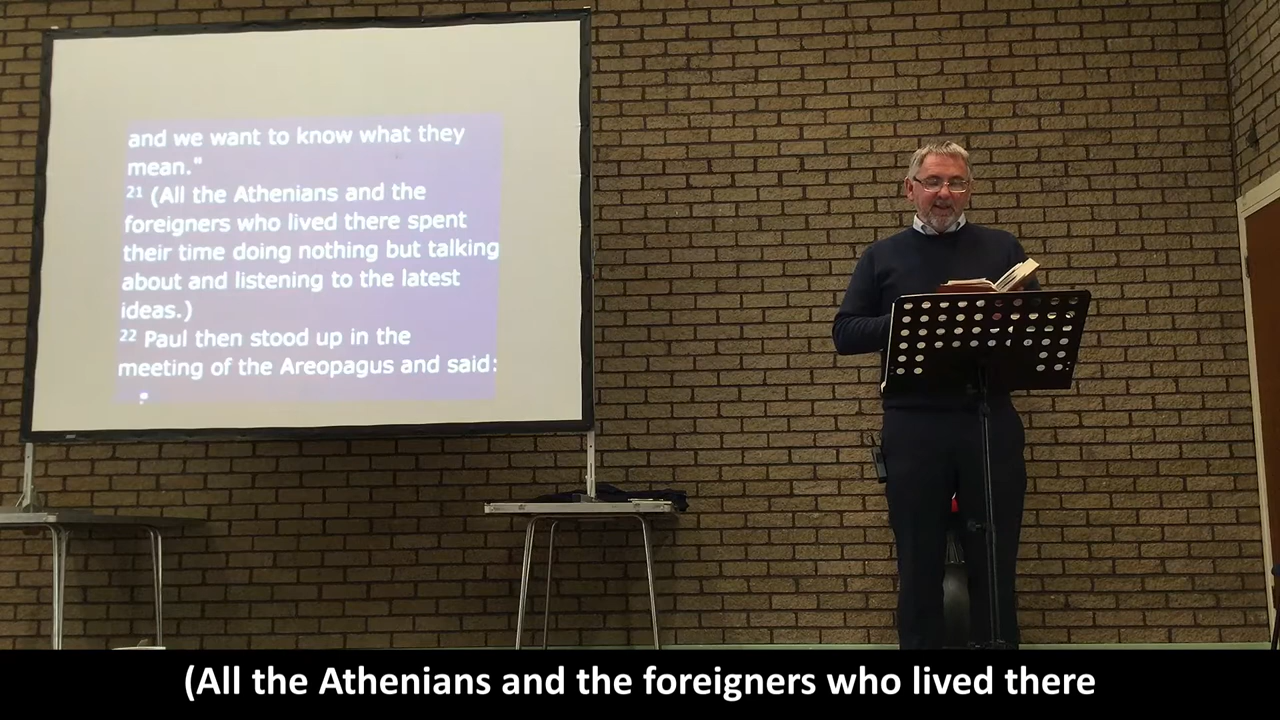 and we want to know what they
mean."
21 (All the Athenians and the
foreigners who lived there spent
their time doing nothing but talking
about and listening to the latest
ideas.)
22 Paul then stood up in the
meeting of the Areopagus and said:
(All the Athenians and the foreigners who lived there